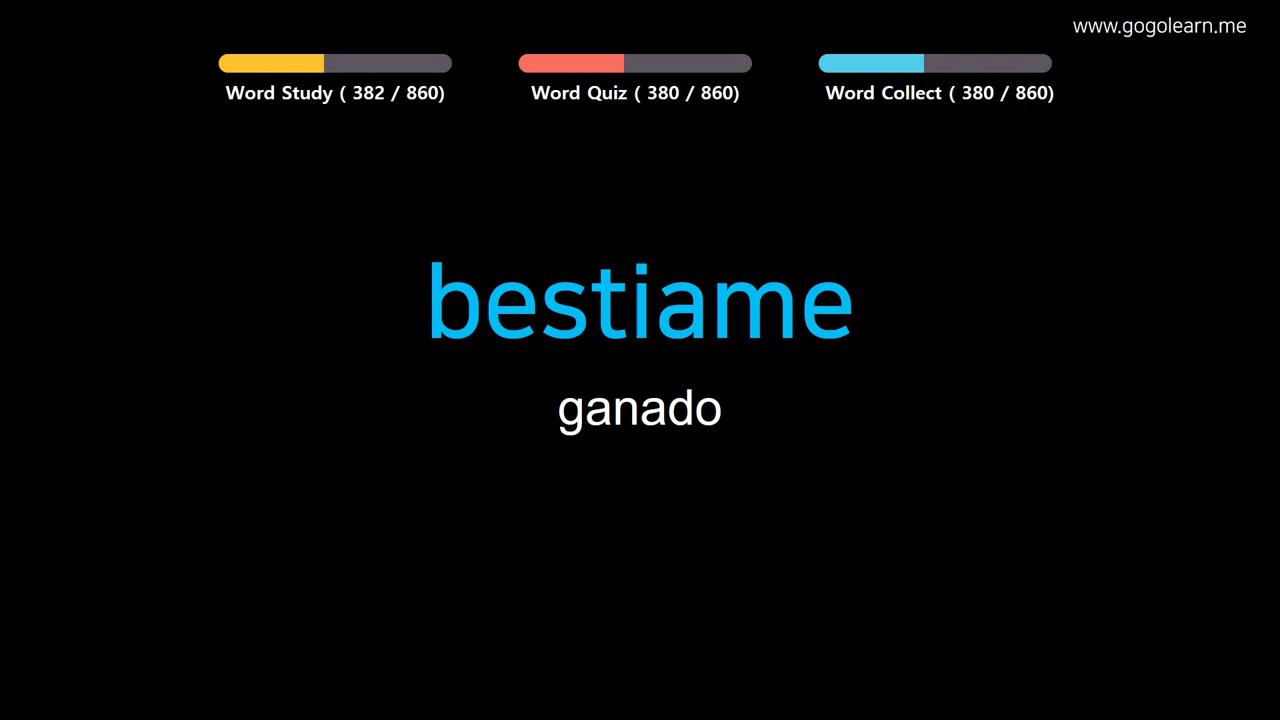 www.gogolearn.me
Word Study ( 382 / 860)
Word Quiz ( 380 / 860)
Word Collect ( 380 / 860)
bestiame
ganado